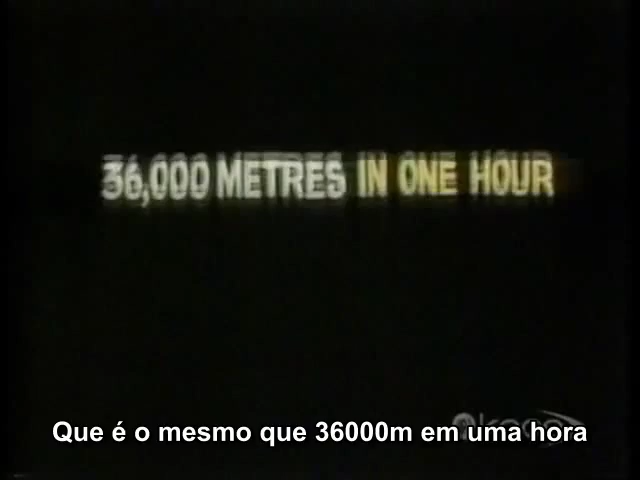 36,000 METRES IN ONE HOUR
Que é o mesmo que 36000m em uma hora